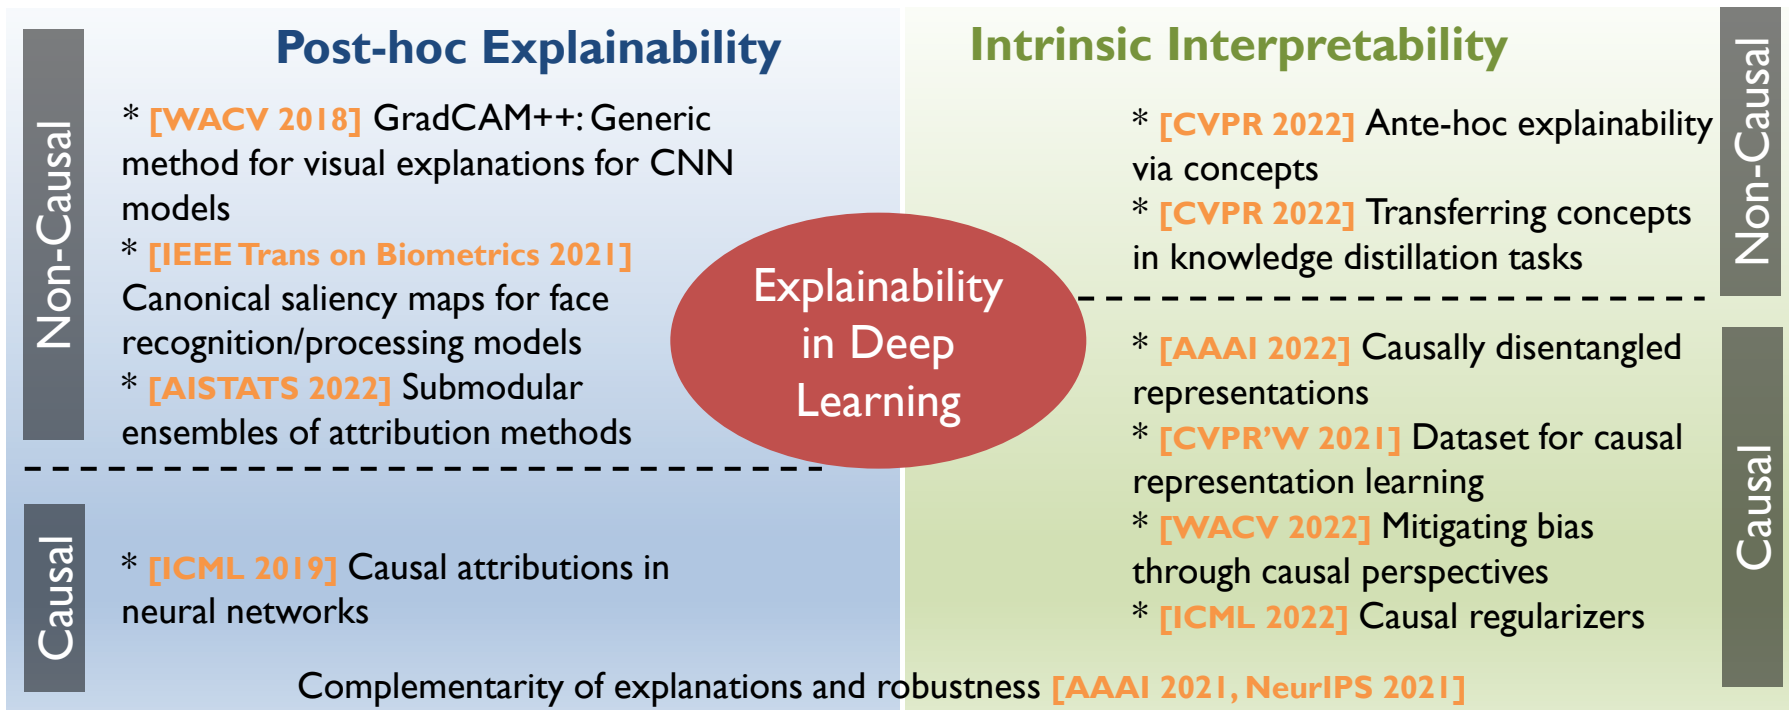 Post-hoc Explainability
Non-Causal
* [WACV 2018] GradCAM++: Generic
method for visual explanations for CNN
models
* [IEEE Trans on Biometrics 2021]
Canonical saliency maps for face
recognition/processing models
* [AISTATS 2022] Submodular
ensembles of attribution methods
Causal
* [ICML 2019] Causal attributions in
neural networks
Explainability
in Deep
Learning
Intrinsic Interpretability
Non-Causal
* [CVPR 2022] Ante-hoc explainability
via concepts
* [CVPR 2022] Transferring concepts
in knowledge distillation tasks
Causal
* [AAAI 2022] Causally disentangled
representations
* [CVPR'W 2021] Dataset for causal
representation learning
* [WACV 2022] Mitigating bias
through causal perspectives
* [ICML 2022] Causal regularizers
Complementarity of explanations and robustness [AAAI 2021, NeurIPS 2021]